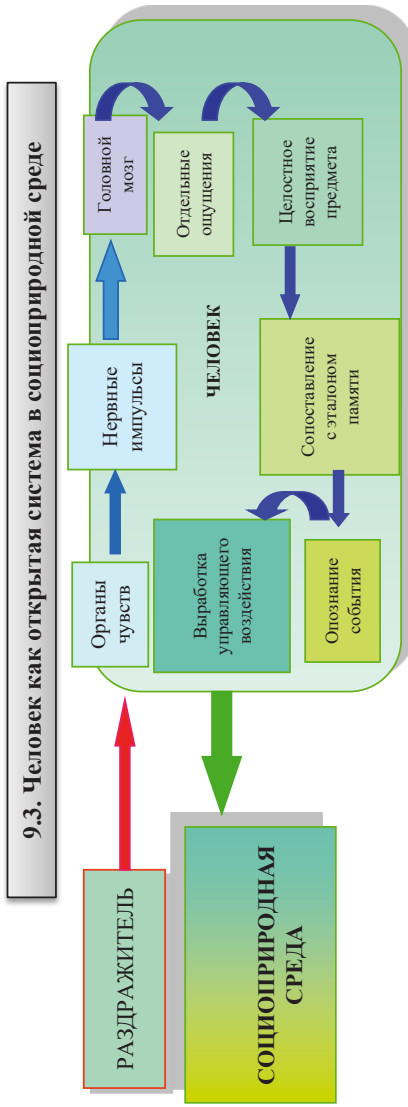 9.3. Человек как открытая система в социоприродной среде
РАЗДРАЖИТЕЛЬ
Органы
чувств
Нервные
импульсы
Головной
мозг
Отдельные
ощущения
Целостное
восприятие
предмета
Сопоставление
с эталоном
памяти
Опознание
события
Выработка
управляющего
воздействия
ЧЕЛОВЕК
СОЦИОПРИРОДНАЯ
СРЕДА